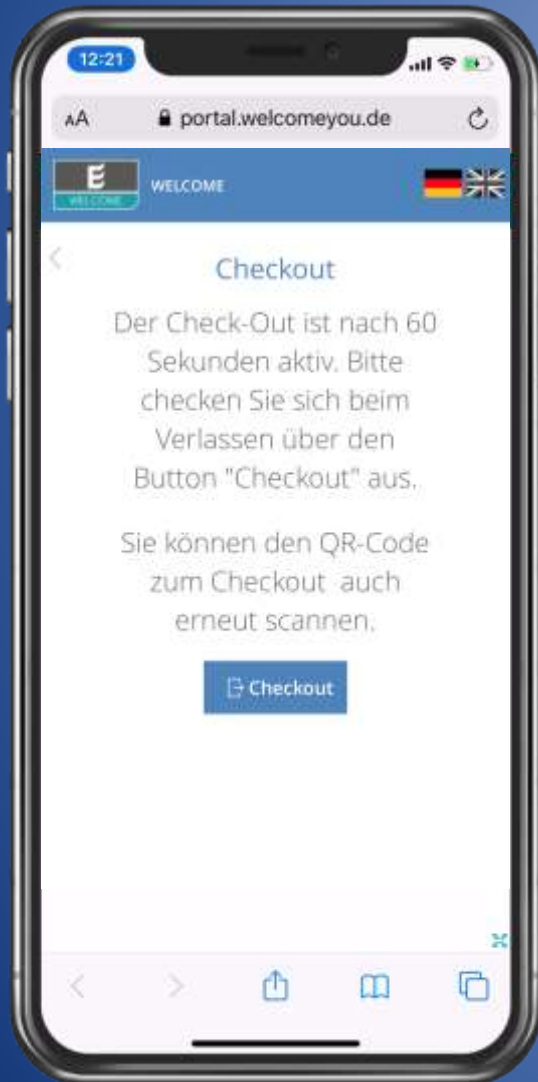 12:21
AA portal.welcomeyou.de
E
WELCOME
WELCOME
Checkout
Der Check-Out ist nach 60
Sekunden aktiv. Bitte
checken Sie sich beim
Verlassen über den
Button "Checkout" aus.
Sie können den QR-Code
zum Checkout auch
erneut scannen.
Checkout